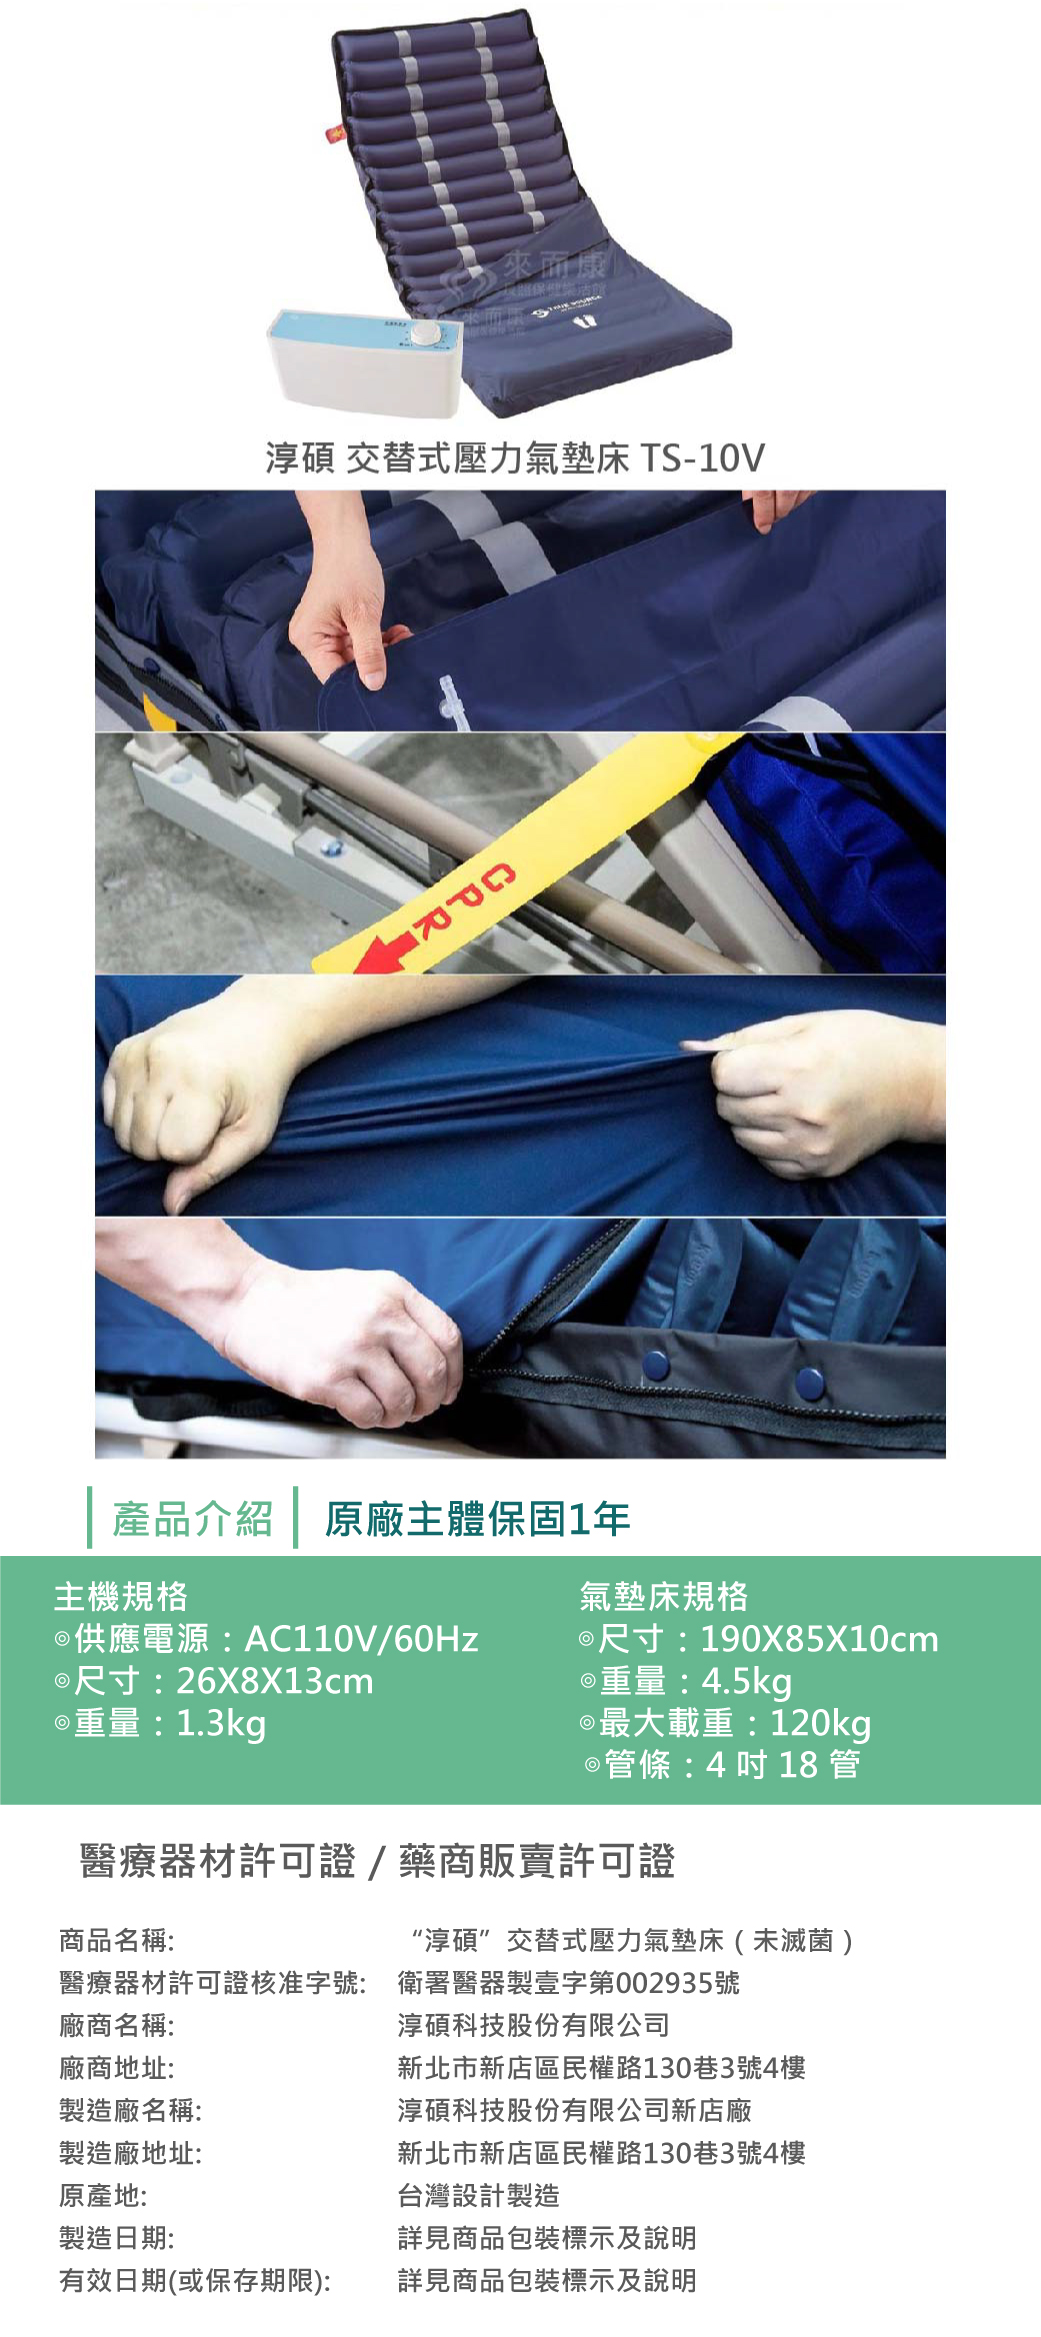 來而康
長照保健樂活館
來而康
TRUE SOURCE
淳碩 交替式壓力氣墊床 TS-10V
CPR
產品介紹
原廠主體保固1年
主機規格
◎供應電源：AC110V/60Hz
◎尺寸：26X8X13cm
◎重量：1.3kg
氣墊床規格
◎尺寸：190X85X10cm
◎重量：4.5kg
◎最大載重：120kg
◎管條：4 吋 18 管
醫療器材許可證 / 藥商販賣許可證
商品名稱: “淳碩”交替式壓力氣墊床（未滅菌）
醫療器材許可證核准字號: 衛署醫器製壹字第002935號
廠商名稱: 淳碩科技股份有限公司
廠商地址: 新北市新店區民權路130巷3號4樓
製造廠名稱: 淳碩科技股份有限公司新店廠
製造廠地址: 新北市新店區民權路130巷3號4樓
原產地: 台灣設計製造
製造日期: 詳見商品包裝標示及說明
有效日期(或保存期限): 詳見商品包裝標示及說明